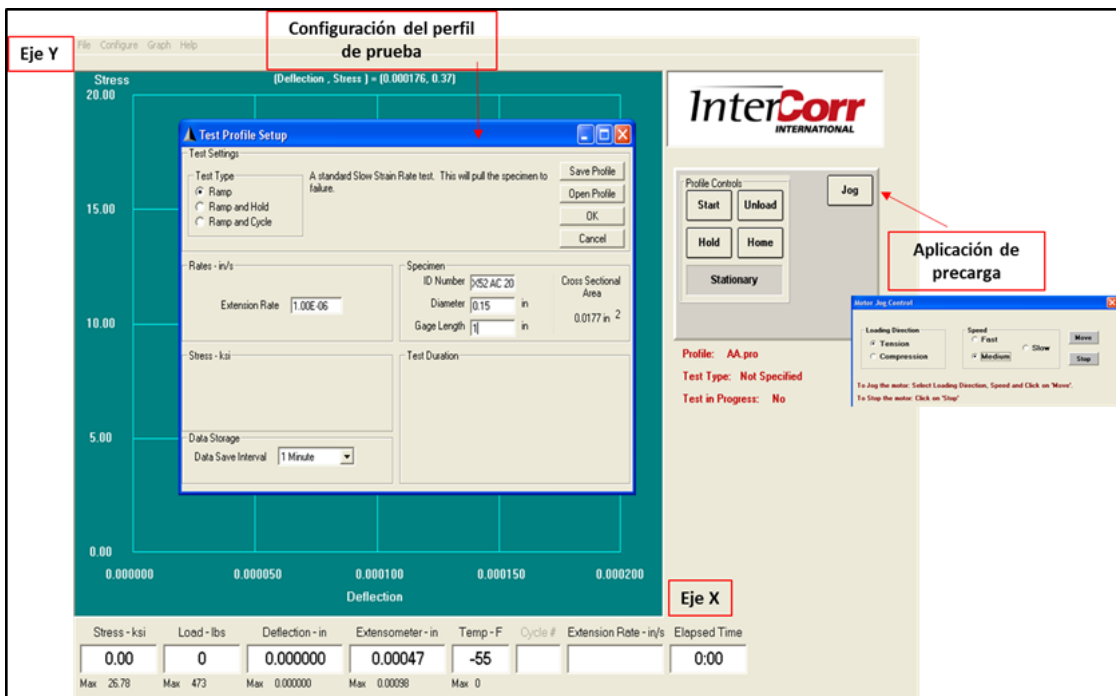 Configuración del perfil
de prueba
Eje Y
File Configure Graph Help
Stress
(Deflection , Stress ) = (0.000176, 0.37)
20.00
15.00
10.00
5.00
0.00
0.000000 0.000050 0.000100 0.000150 0.000200
Deflection
Eje X
Test Profile Setup
Test Settings
Test Type
Ramp
Ramp and Hold
Ramp and Cycle
A standard Slow Strain Rate test. This will pull the specimen to
failure.
Save Profile
Open Profile
OK
Cancel
Rates - in/s
Extension Rate 1.00E-06
Specimen
ID Number X52 AC 20
Diameter 0.15 in
Gage Length 1 in
Cross Sectional
Area
0.0177 in 2
Stress - ksi
Test Duration
Data Storage
Data Save Interval 1 Minute
InterCorr
INTERNATIONAL
Profile Controls
Start Unload
Hold Home
Stationary
Jog
Aplicación de
precarga
Profile: AA.pro
Test Type: Not Specified
Test in Progress: No
Motor Jog Control
Loading Direction
Tension
Compression
Speed
Fast
Slow
Medium
Move
Stop
To Jog the motor: Select Loading Direction, Speed and Click on 'Move'.
To Stop the motor: Click on 'Stop'
Stress - ksi Load - lbs Deflection - in Extensometer - in Temp - F Cycle # Extension Rate - in/s Elapsed Time
0.00 0 0.000000 0.00047 -55 0:00
Max 26.78 Max 473 Max 0.000000 Max 0.00098 Max 0